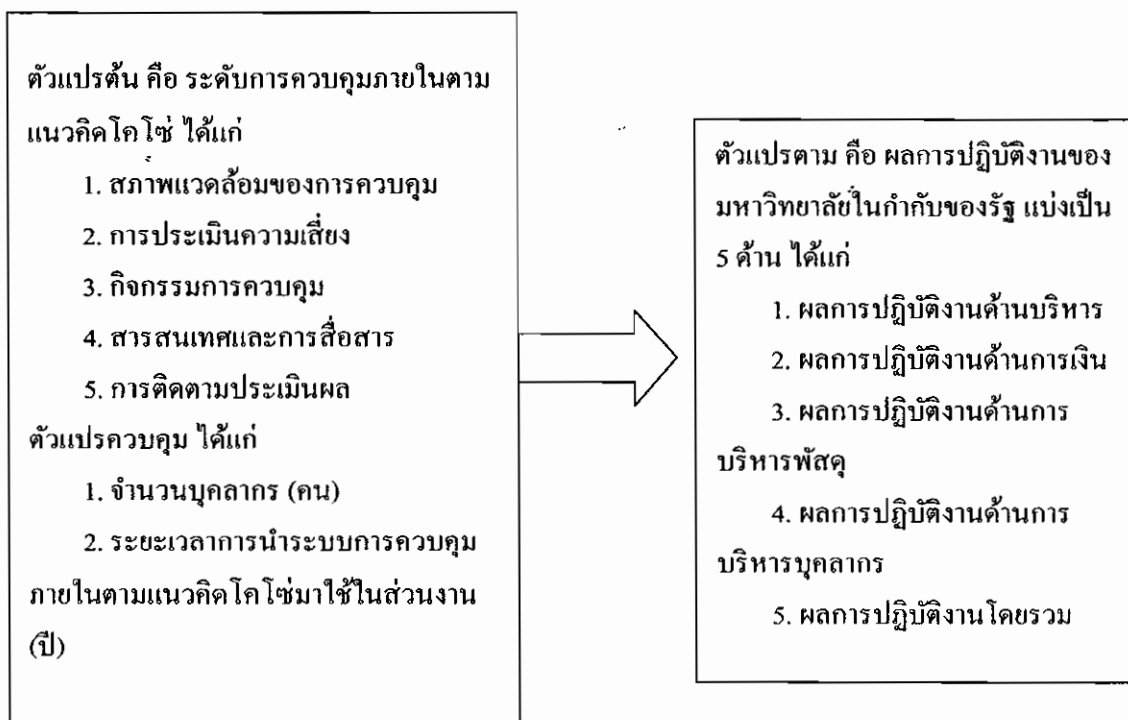 ตัวแปรต้น คือ ระดับการควบคุมภายในตาม
แนวคิดโคโซ่ ได้แก่
1. สภาพแวดล้อมของการควบคุม
2. การประเมินความเสี่ยง
3. กิจกรรมการควบคุม
4. สารสนเทศและการสื่อสาร
5. การติดตามประเมินผล
ตัวแปรควบคุม ได้แก่
1. จำนวนบุคลากร (คน)
2. ระยะเวลาการนำระบบการควบคุม
ภายในตามแนวคิดโคโซ่มาใช้ในส่วนงาน
(ปี)
ตัวแปรตาม คือ ผลการปฏิบัติงานของ
มหาวิทยาลัยในกำกับของรัฐ แบ่งเป็น
5 ด้าน ได้แก่
1. ผลการปฏิบัติงานด้านบริหาร
2. ผลการปฏิบัติงานด้านการเงิน
3. ผลการปฏิบัติงานด้านการ
บริหารพัสดุ
4. ผลการปฏิบัติงานด้านการ
บริหารบุคลากร
5. ผลการปฏิบัติงานโดยรวม